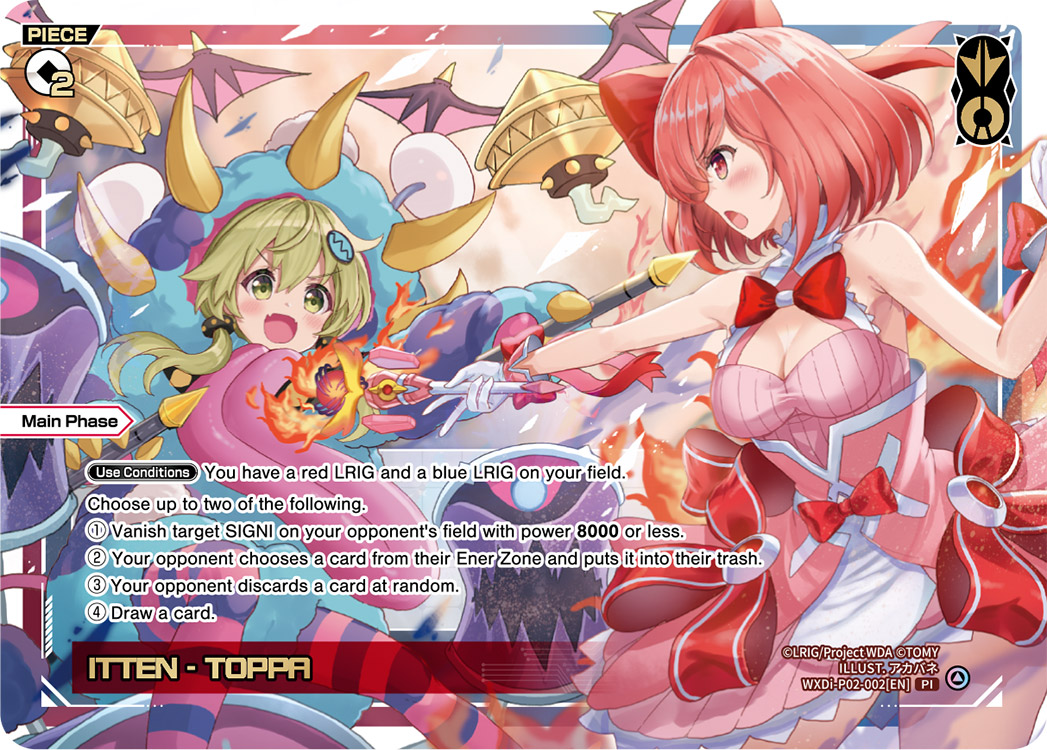 PIECE
2
Main Phase
Use Conditions You have a red LRIG and a blue LRIG on your field.
Choose up to two of the following.
① Vanish target SIGNI on your opponent's field with power 8000 or less.
② Your opponent chooses a card from their Ener Zone and puts it into their trash.
③ Your opponent discards a card at random.
④ Draw a card.
ITTEN - TOPPA
©LRIG/Project WDA ©TOMY
ILLUST. アカバネ
WXDi-P02-002[EN] PI